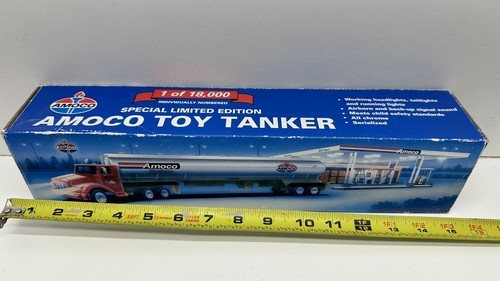 AMOCO
1 of 18,000
INDIVIDUALLY NUMBERED
SPECIAL LIMITED EDITION
AMOCO TOY TANKER
• Working headlights, taillights
and running lights
• Airhorn and back-up signal sound
• Meets child safety standards
• All chrome
• Serialized
Amoco
Amoco
1 2 3 4 5 6 7 8 9 10 11 1F 13 14 15